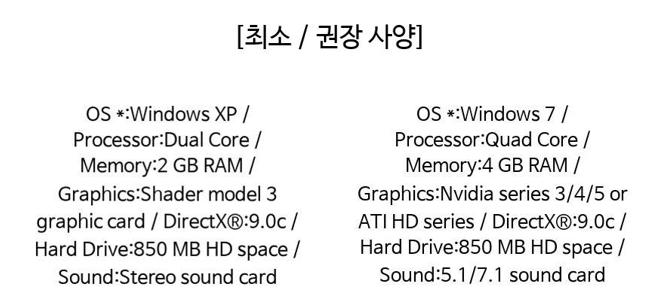 [최소 / 권장 사양]
OS *:Windows XP /
Processor:Dual Core /
Memory:2 GB RAM /
Graphics:Shader model 3
graphic card / DirectX®:9.0c /
Hard Drive:850 MB HD space /
Sound:Stereo sound card
OS *:Windows 7 /
Processor:Quad Core /
Memory:4 GB RAM /
Graphics:Nvidia series 3/4/5 or
ATI HD series / DirectX®:9.0c /
Hard Drive:850 MB HD space /
Sound:5.1/7.1 sound card